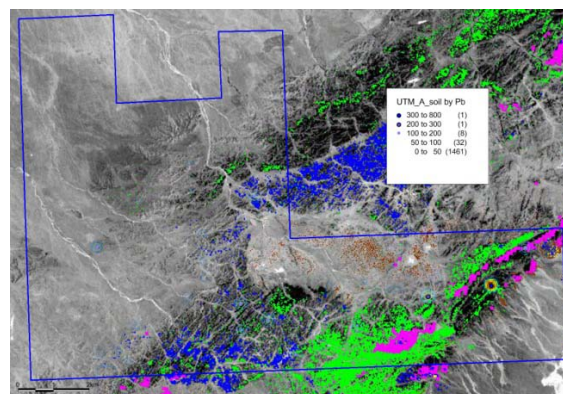 UTM_A_soil by Pb
300 to 800 (1)
200 to 300 (1)
100 to 200 (8)
50 to 100 (32)
0 to 50 (1461)
0